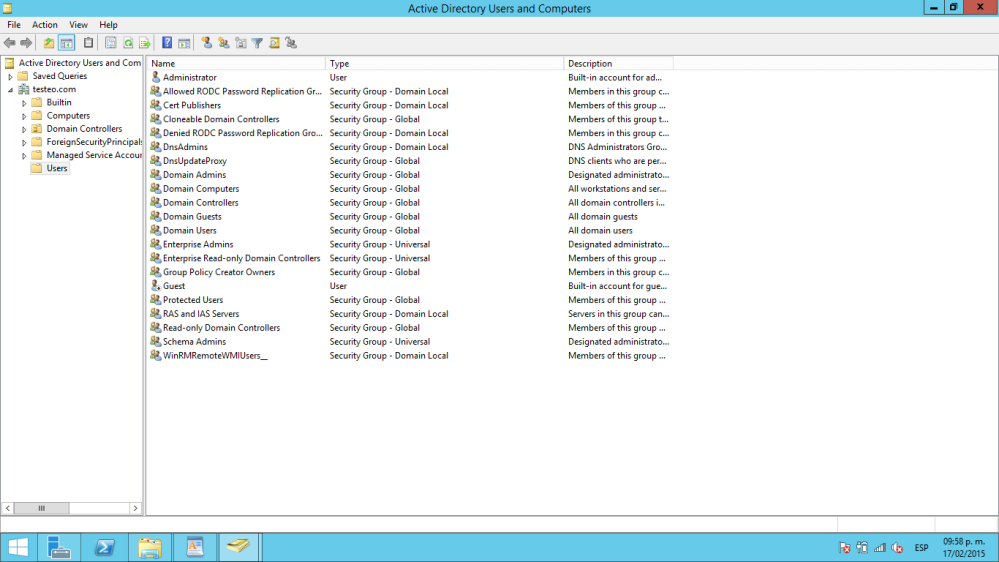 Active Directory Users and Computers
File Action View Help
Active Directory Users and Com
Saved Queries
testeo.com
Builtin
Computers
Domain Controllers
ForeignSecurityPrincipals
Managed Service Accour
Users
Name Type Description
Administrator User Built-in account for ad...
Allowed RODC Password Replication Gr... Security Group - Domain Local Members in this group c...
Cert Publishers Security Group - Domain Local Members of this group ...
Cloneable Domain Controllers Security Group - Global Members of this group t...
Denied RODC Password Replication Gro... Security Group - Domain Local Members in this group c...
DnsAdmins Security Group - Domain Local DNS Administrators Gro...
DnsUpdateProxy Security Group - Global DNS clients who are per...
Domain Admins Security Group - Global Designated administrato...
Domain Computers Security Group - Global All workstations and ser...
Domain Controllers Security Group - Global All domain controllers i...
Domain Guests Security Group - Global All domain guests
Domain Users Security Group - Global All domain users
Enterprise Admins Security Group - Universal Designated administrato...
Enterprise Read-only Domain Controllers Security Group - Universal Members of this group ...
Group Policy Creator Owners Security Group - Global Members in this group c...
Guest User Built-in account for gue...
Protected Users Security Group - Global Members of this group ...
RAS and IAS Servers Security Group - Domain Local Servers in this group can...
Read-only Domain Controllers Security Group - Global Members of this group ...
Schema Admins Security Group - Universal Designated administrato...
WinRMRemoteWMIUsers__ Security Group - Domain Local Members of this group ...
ESP
09:58 p. m.
17/02/2015